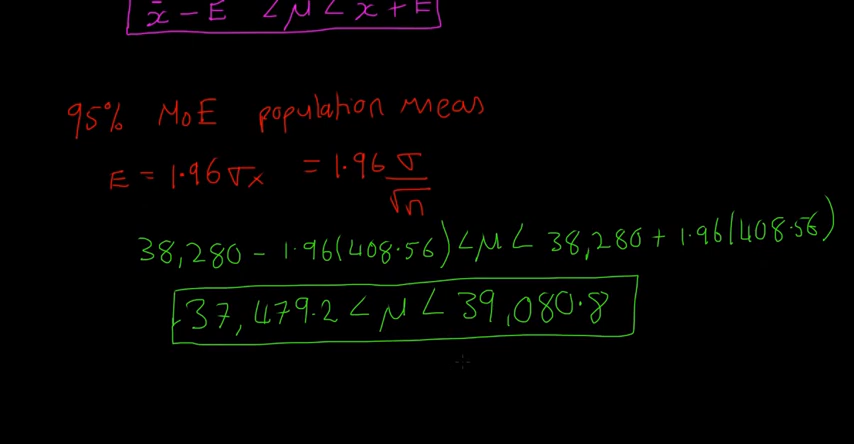 x̄ - E < μ < x + E
95% MoE population meas
E = 1.96 σx = 1.96 σ/√n
38,280 - 1.96(408.56) < μ < 38,280 + 1.96(408.56)
37,479.2 < μ < 39,080.8